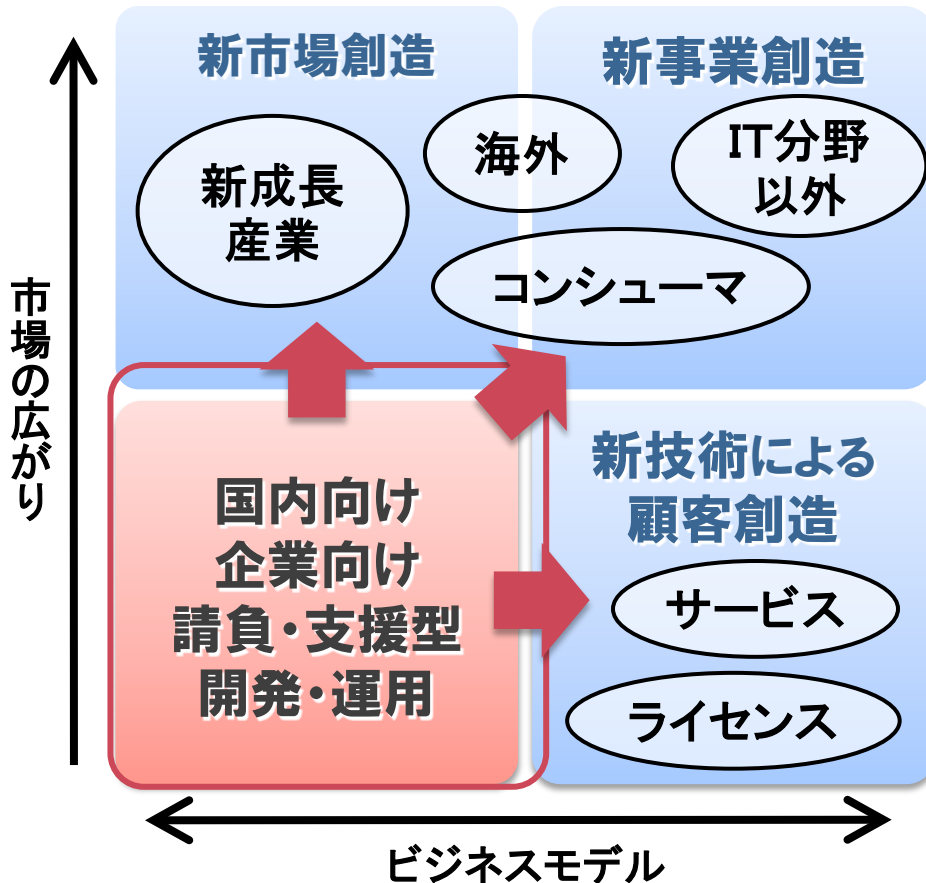 新市場創造
新事業創造
新成長
産業
海外
IT分野
以外
コンシューマ
市場の広がり
国内向け
企業向け
請負・支援型
開発・運用
新技術による
顧客創造
サービス
ライセンス
ビジネスモデル